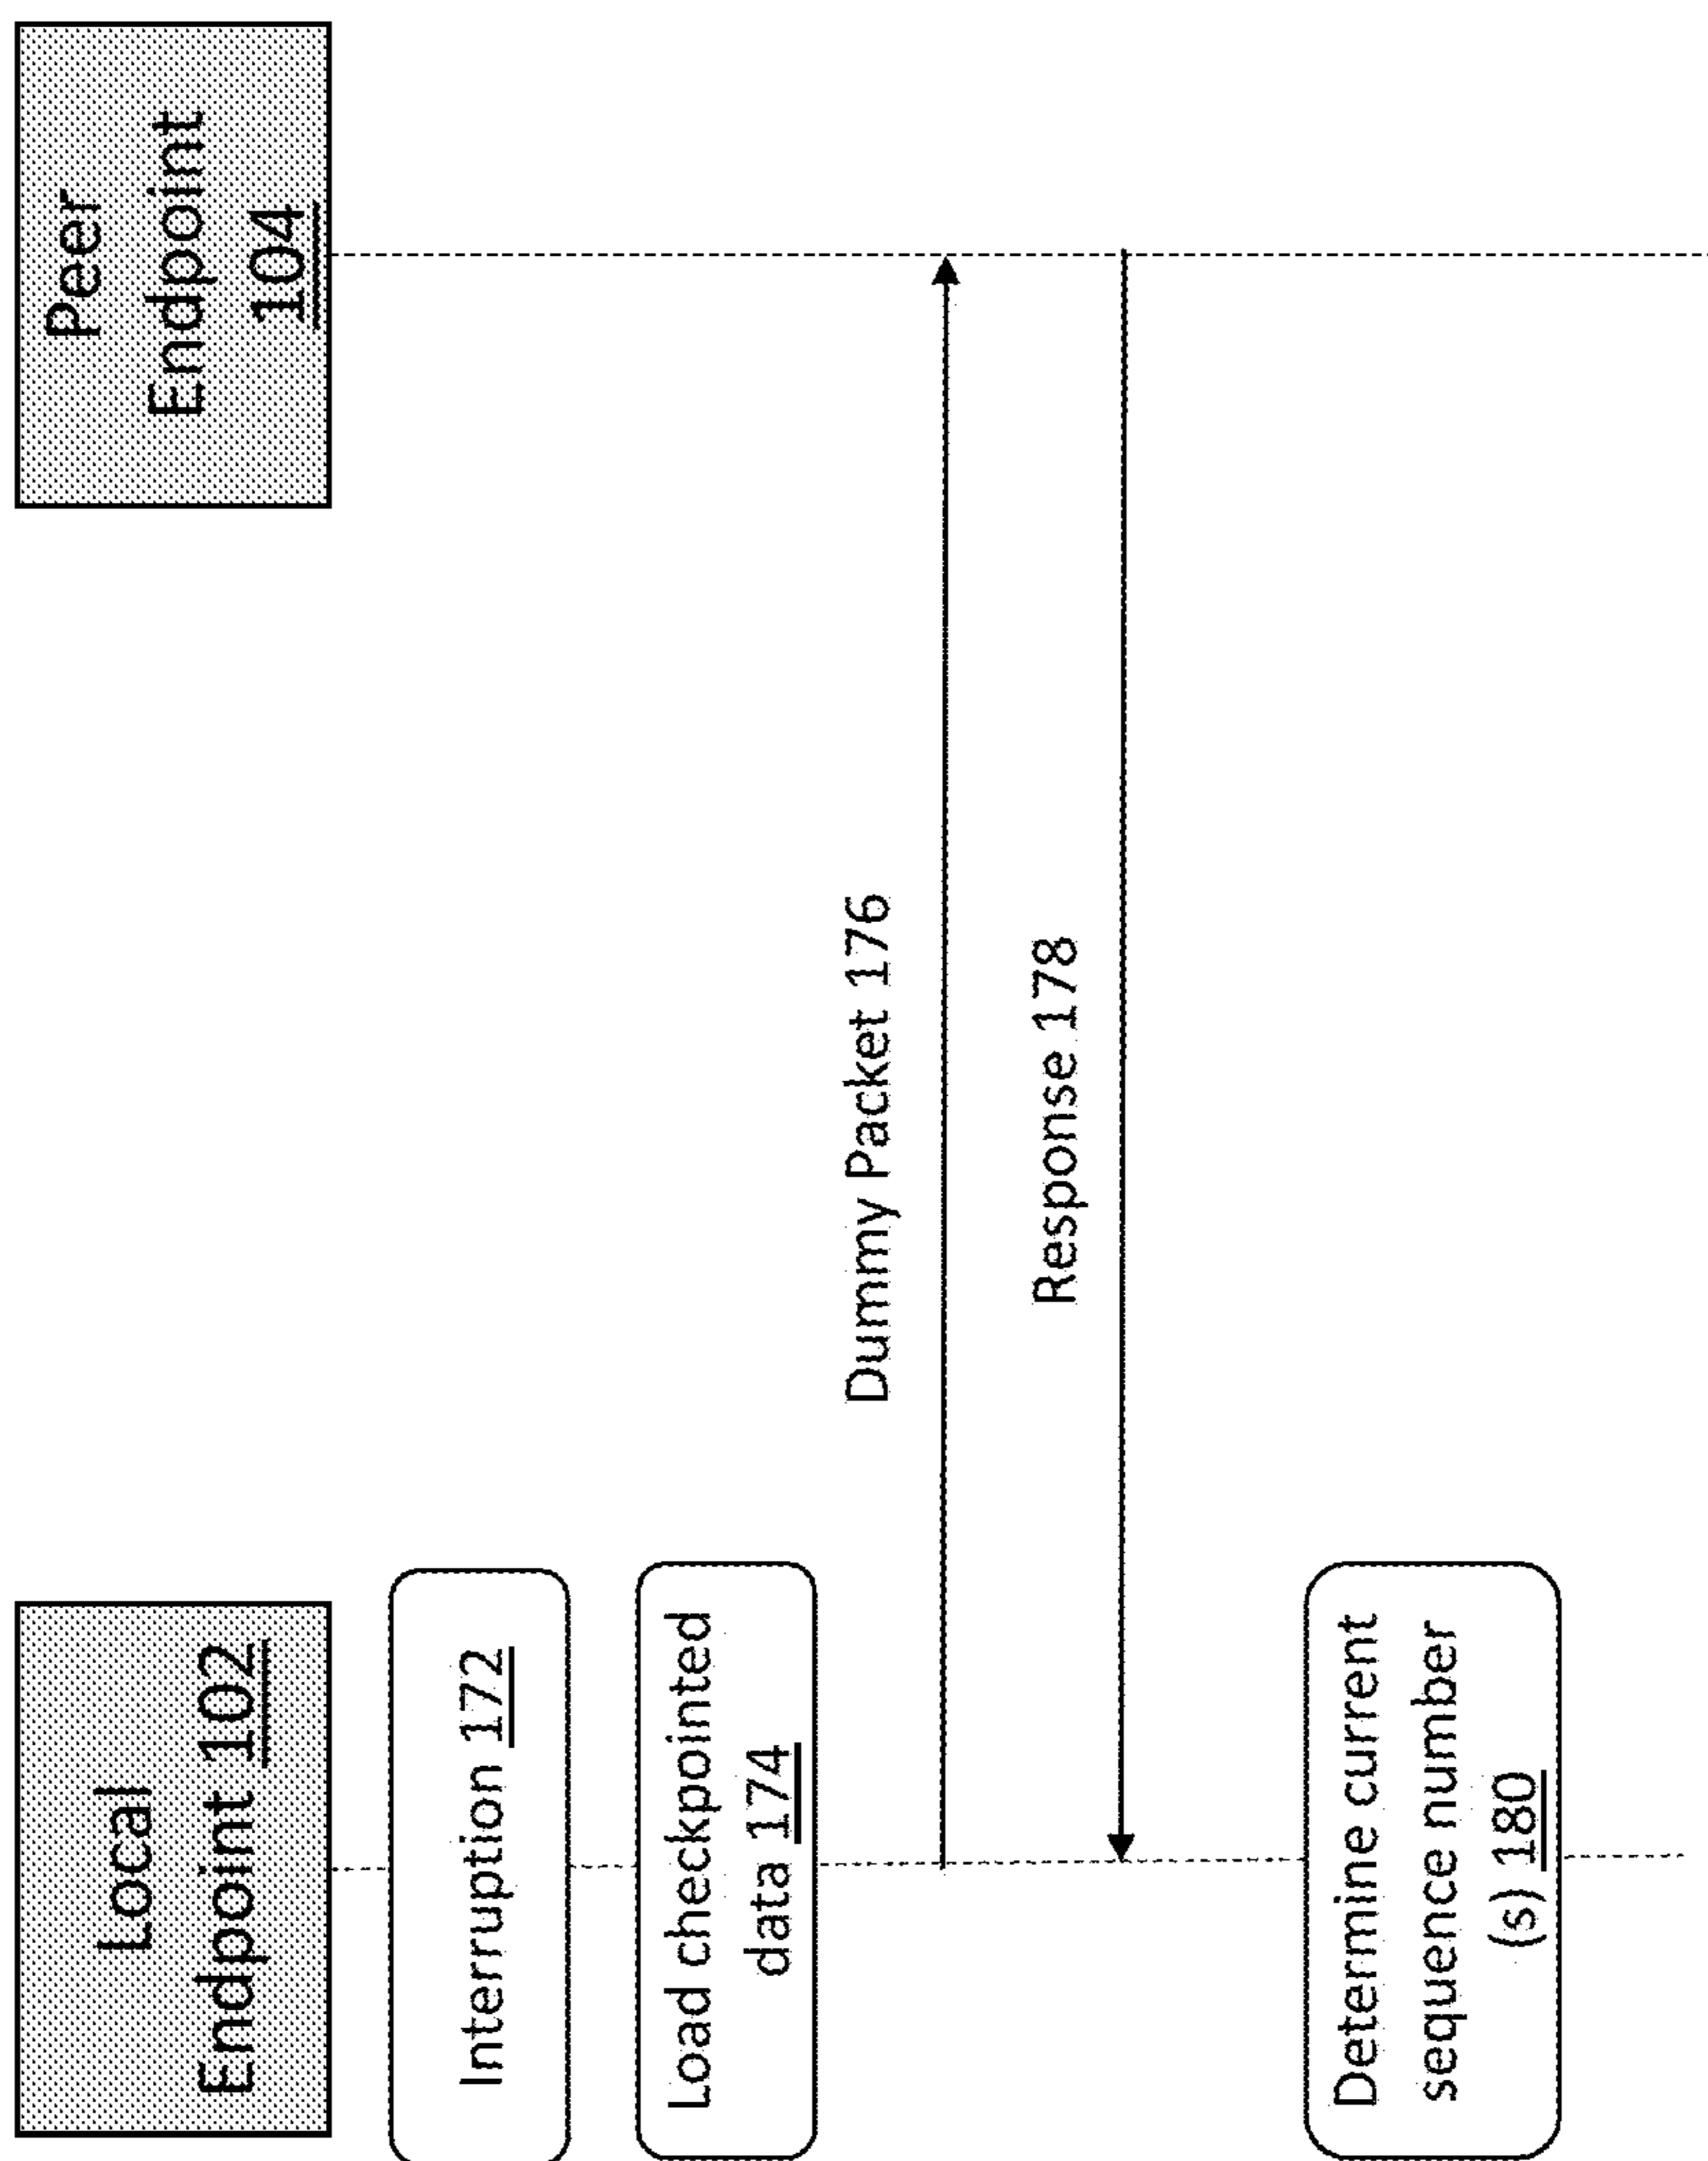 Local
Endpoint 102
Peer
Endpoint
104
Interruption 172
Load checkpointed
data 174
Dummy Packet 176
Response 178
Determine current
sequence number
(s) 180